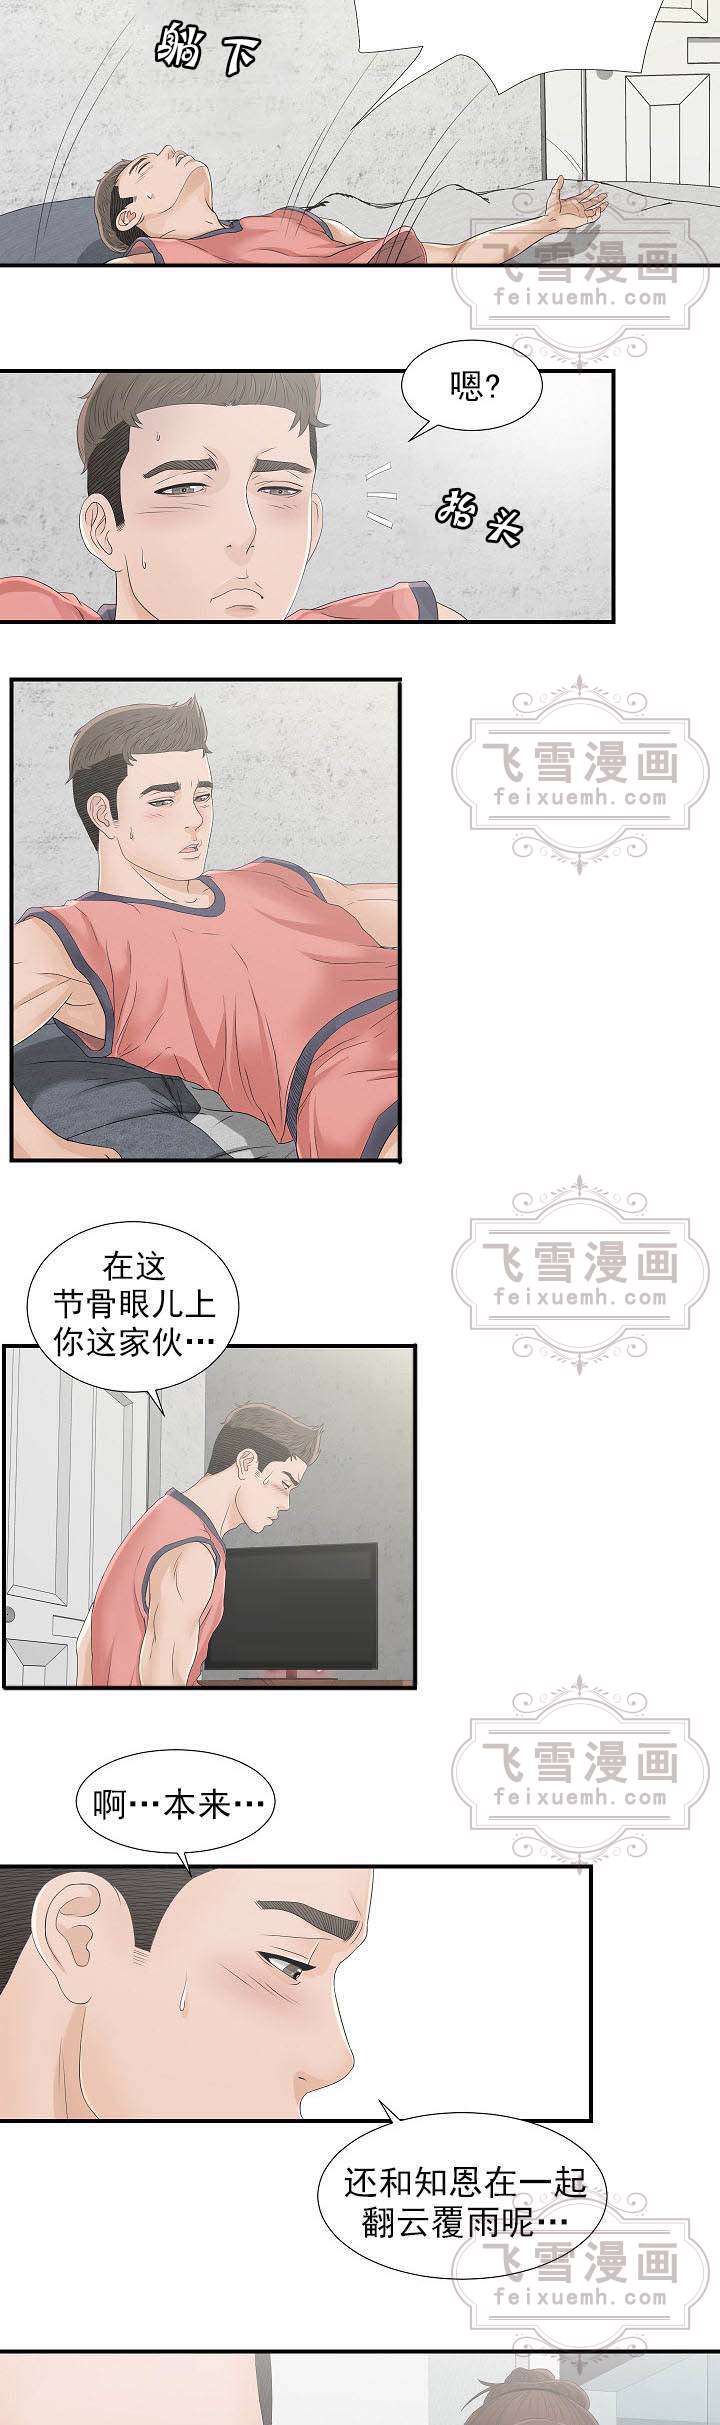 躺下
飞雪漫画
feixuemh.com
嗯?
抬头
飞雪漫画
feixuemh.com
在这
节骨眼儿上
你这家伙…
飞雪漫画
feixuemh.com
飞雪漫画
feixuemh.com
啊…本来…
还和知恩在一起
翻云覆雨呢…
飞雪漫画
feixuemh.com